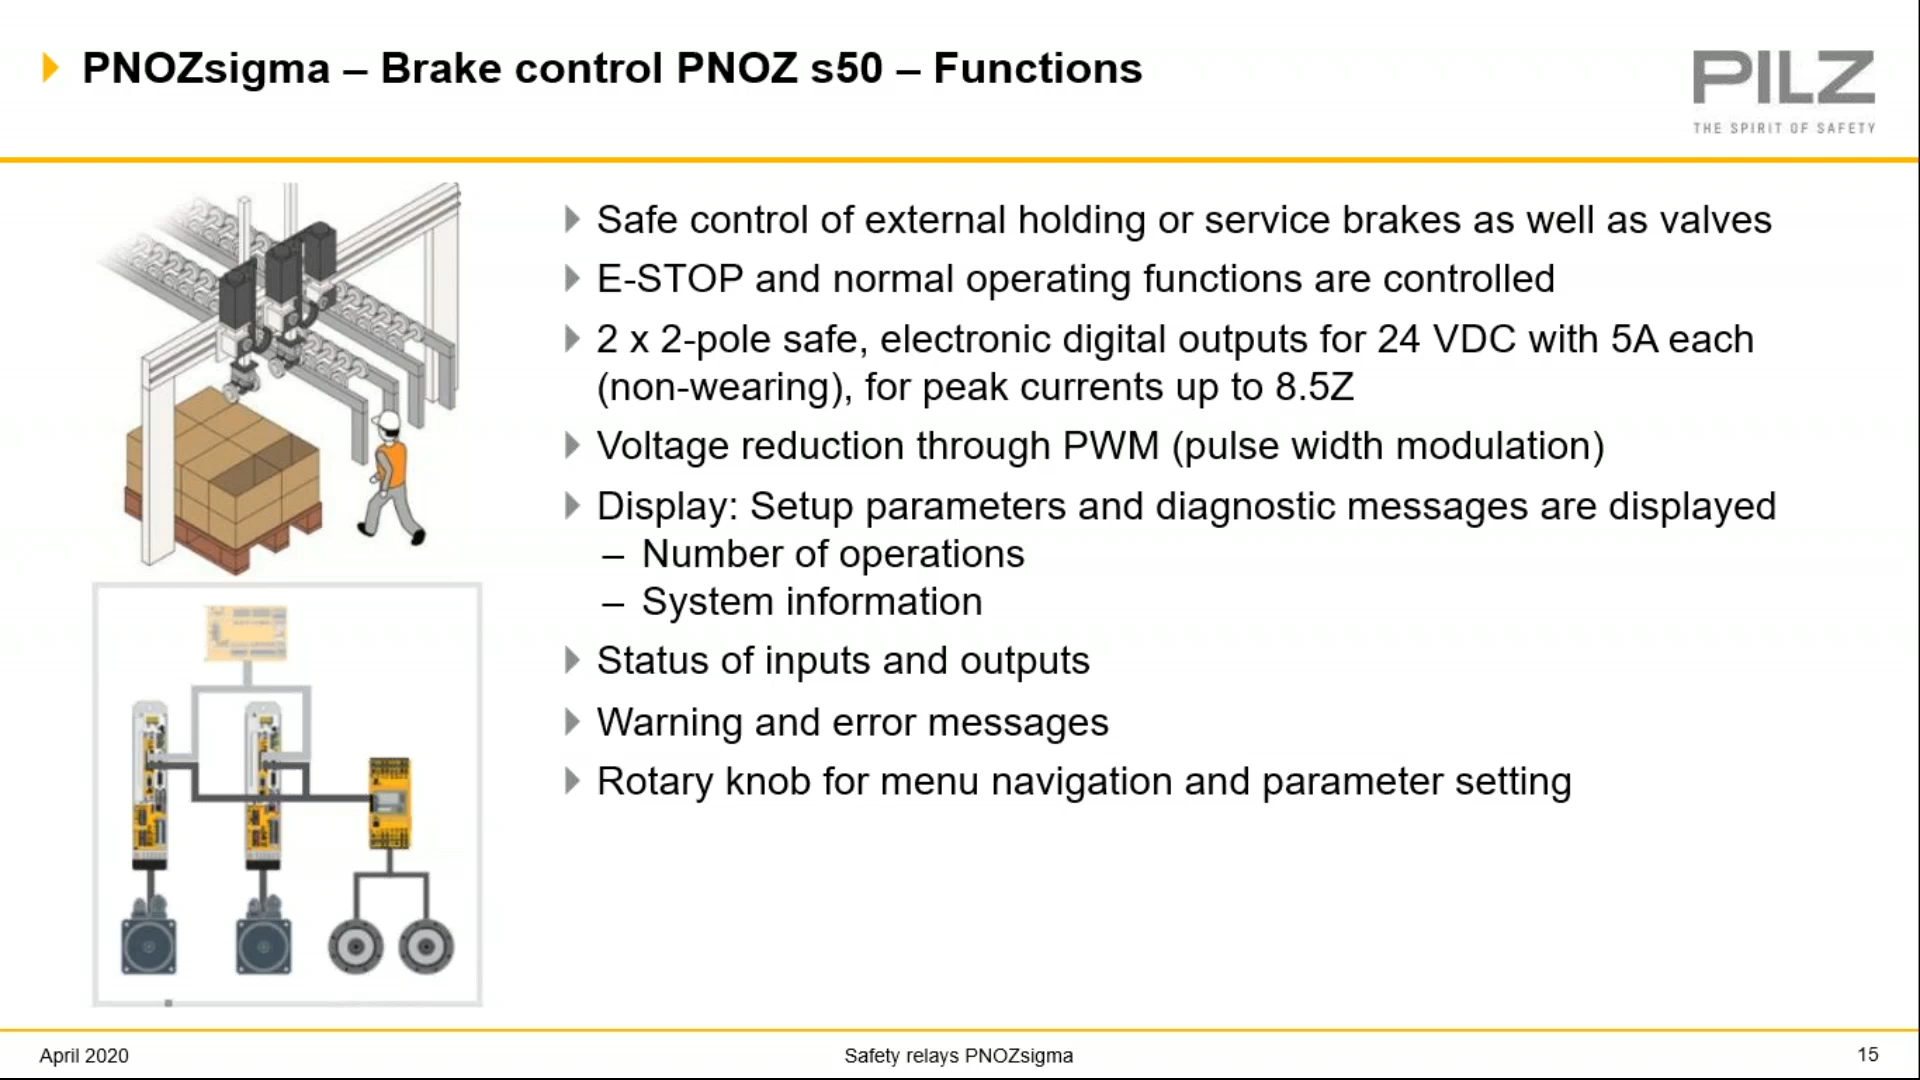 PNOZsigma – Brake control PNOZ s50 – Functions
PILZ
THE SPIRIT OF SAFETY
Safe control of external holding or service brakes as well as valves
E-STOP and normal operating functions are controlled
2 x 2-pole safe, electronic digital outputs for 24 VDC with 5A each
(non-wearing), for peak currents up to 8.5Z
Voltage reduction through PWM (pulse width modulation)
Display: Setup parameters and diagnostic messages are displayed
– Number of operations
– System information
Status of inputs and outputs
Warning and error messages
Rotary knob for menu navigation and parameter setting
April 2020
Safety relays PNOZsigma
15